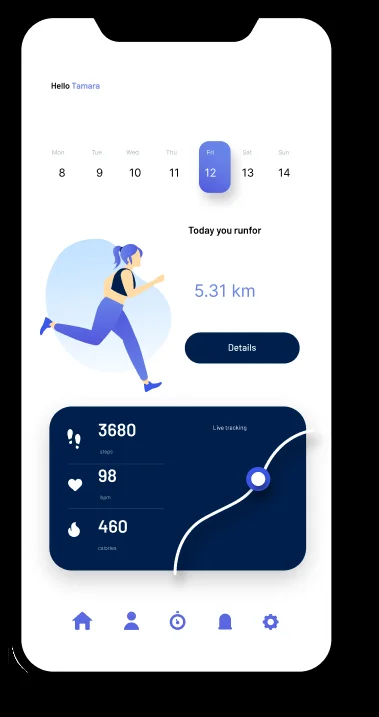 Hello Tamara
Mon Tue Wed Thu Fri Sat Sun
8 9 10 11 12 13 14
Today you runfor
5.31 km
Details
3680
steps
Live tracking
98
bpm
460
calories